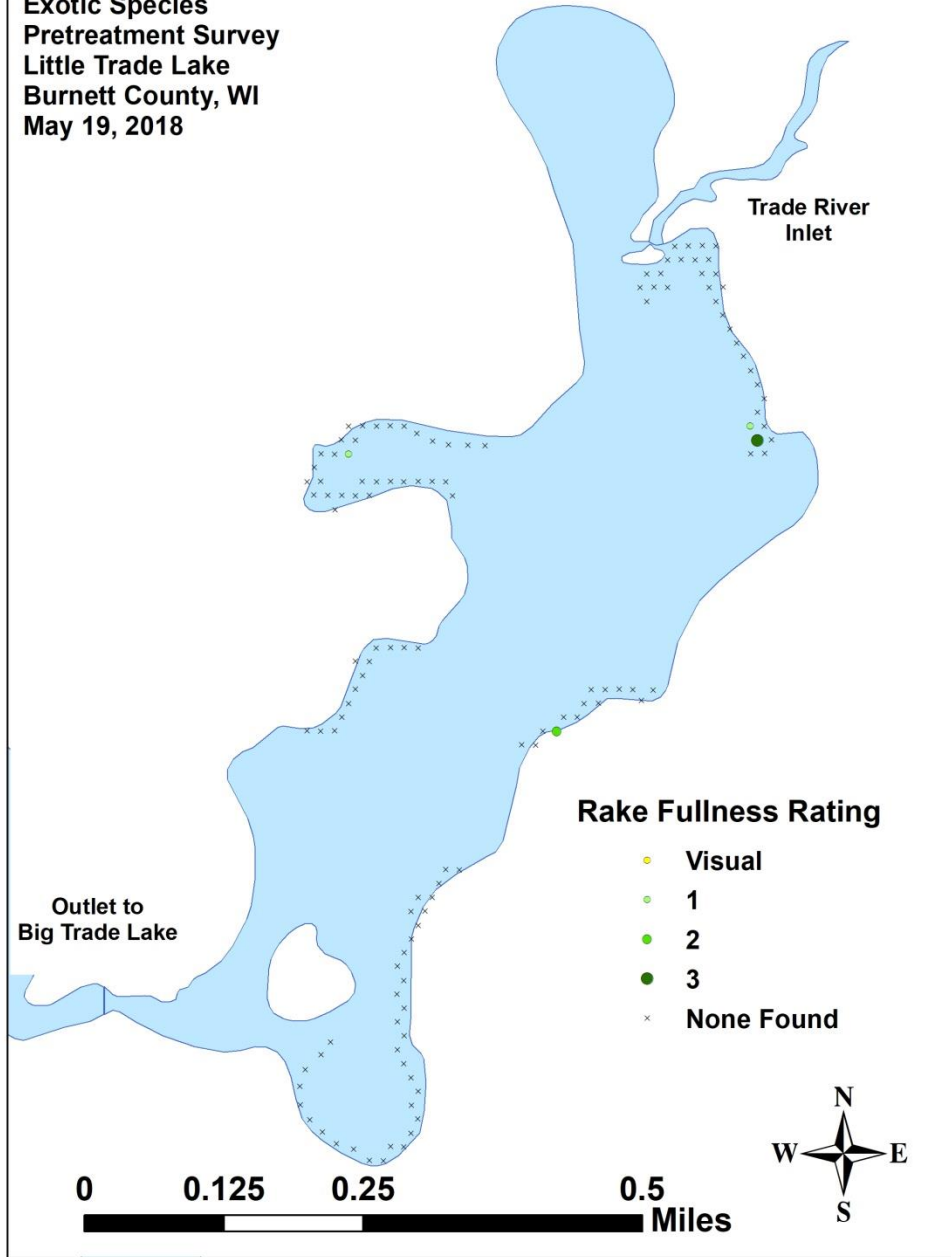 Exotic Species
Pretreatment Survey
Little Trade Lake
Burnett County, WI
May 19, 2018
Trade River
Inlet
Rake Fullness Rating
Visual
1
2
3
None Found
Outlet to
Big Trade Lake
N
W E
S
0 0.125 0.25 0.5
Miles